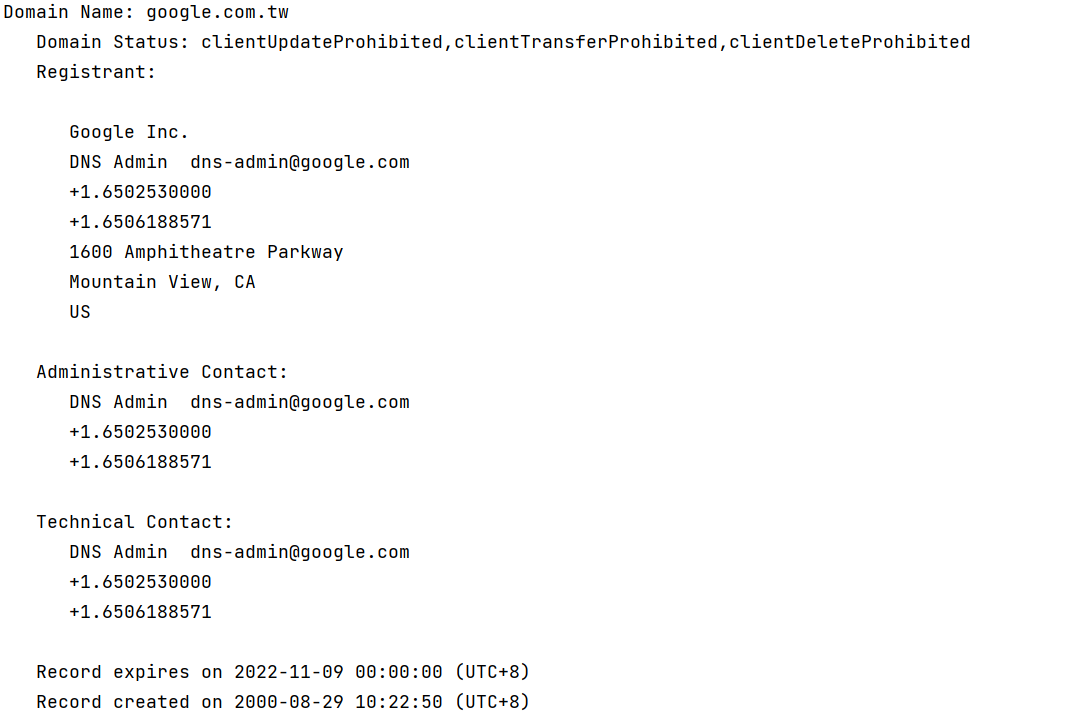 Domain Name: google.com.tw
Domain Status: clientUpdateProhibited,clientTransferProhibited,clientDeleteProhibited
Registrant:
Google Inc.
DNS Admin  dns-admin@google.com
+1.6502530000
+1.6506188571
1600 Amphitheatre Parkway
Mountain View, CA
US
Administrative Contact:
DNS Admin  dns-admin@google.com
+1.6502530000
+1.6506188571
Technical Contact:
DNS Admin  dns-admin@google.com
+1.6502530000
+1.6506188571
Record expires on 2022-11-09 00:00:00 (UTC+8)
Record created on 2000-08-29 10:22:50 (UTC+8)